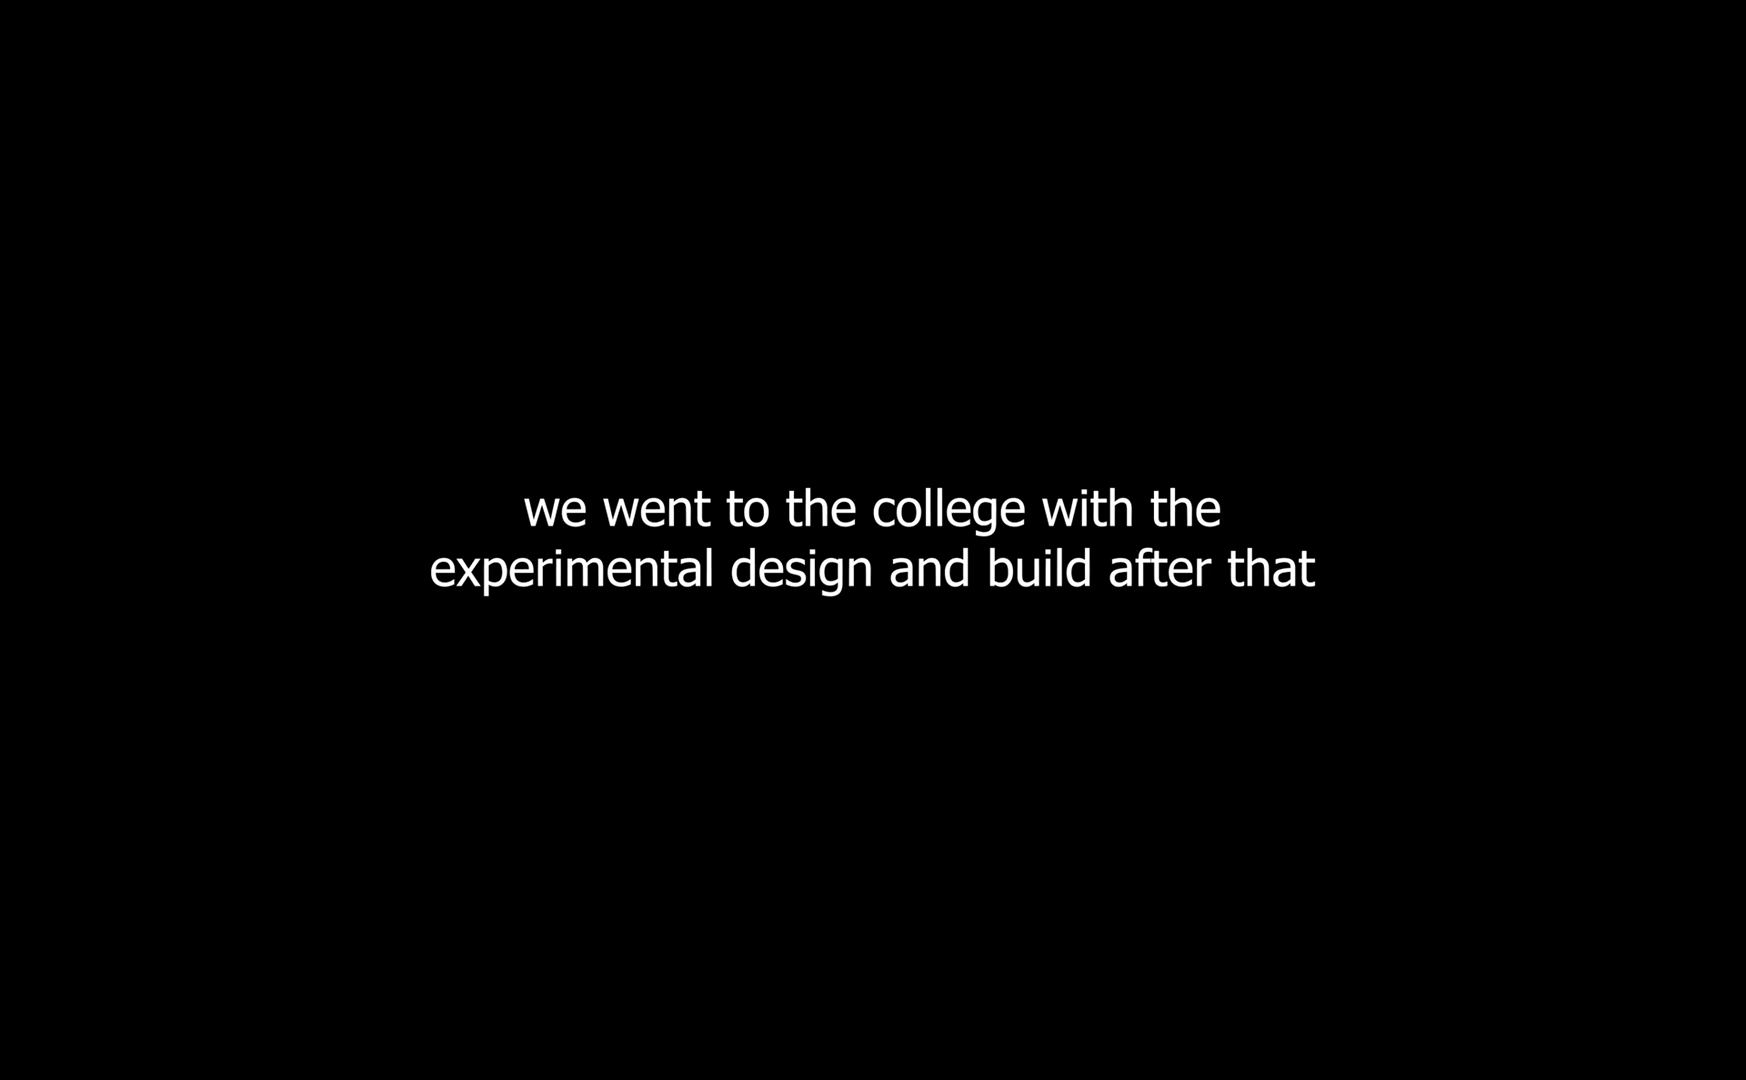 we went to the college with the
experimental design and build after that